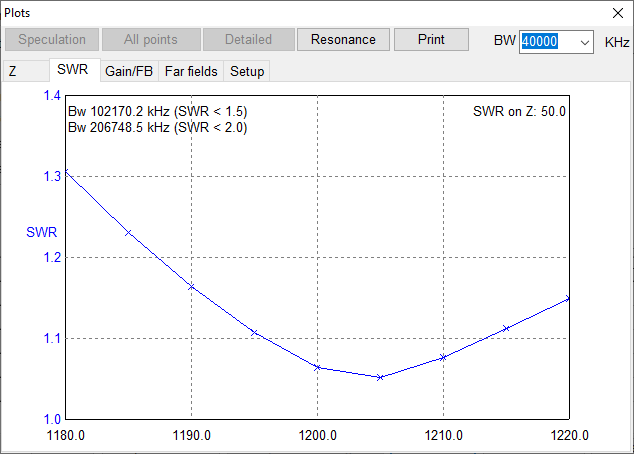 Plots
Speculation All points Detailed Resonance Print BW 40000 KHz
Z SWR Gain/FB Far fields Setup
1.4
Bw 102170.2 kHz (SWR < 1.5) SWR on Z: 50.0
Bw 206748.5 kHz (SWR < 2.0)
1.3
SWR
1.2
1.1
1.0
1180.0 1190.0 1200.0 1210.0 1220.0